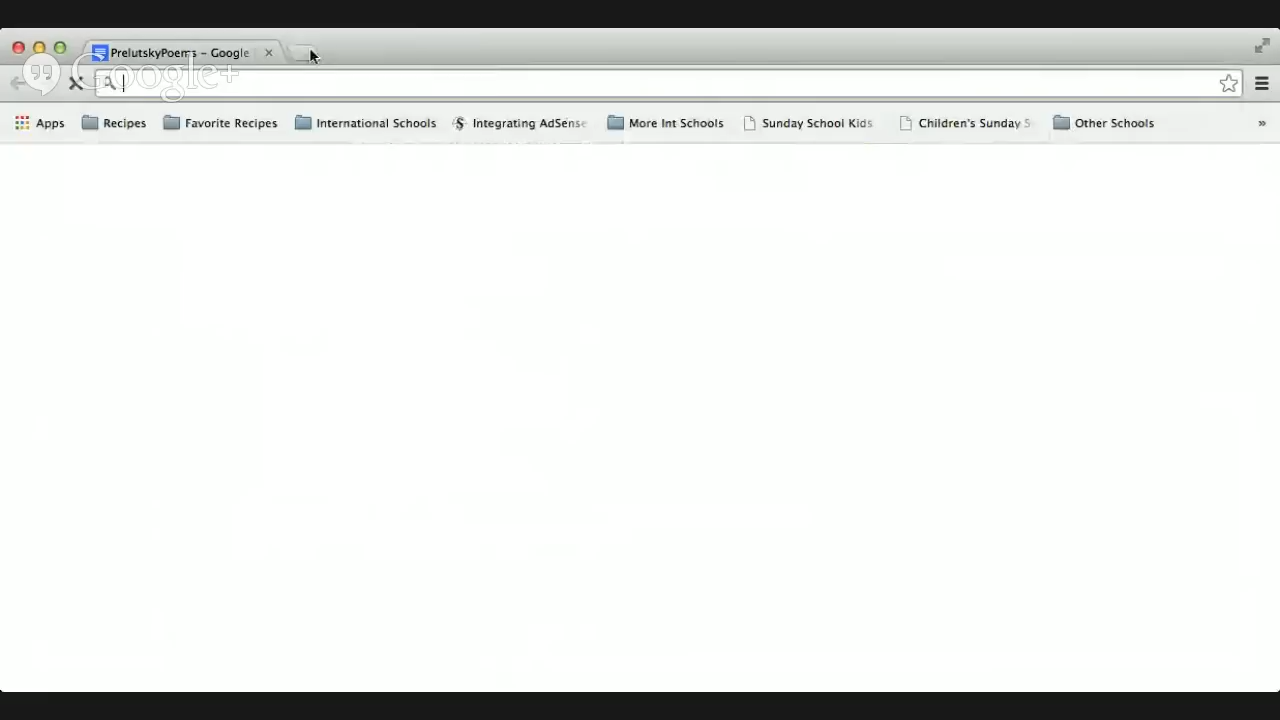 PrelutskyPoems - Google
Google+
Apps Recipes Favorite Recipes International Schools Integrating AdSense More Int Schools Sunday School Kids Children's Sunday S Other Schools »